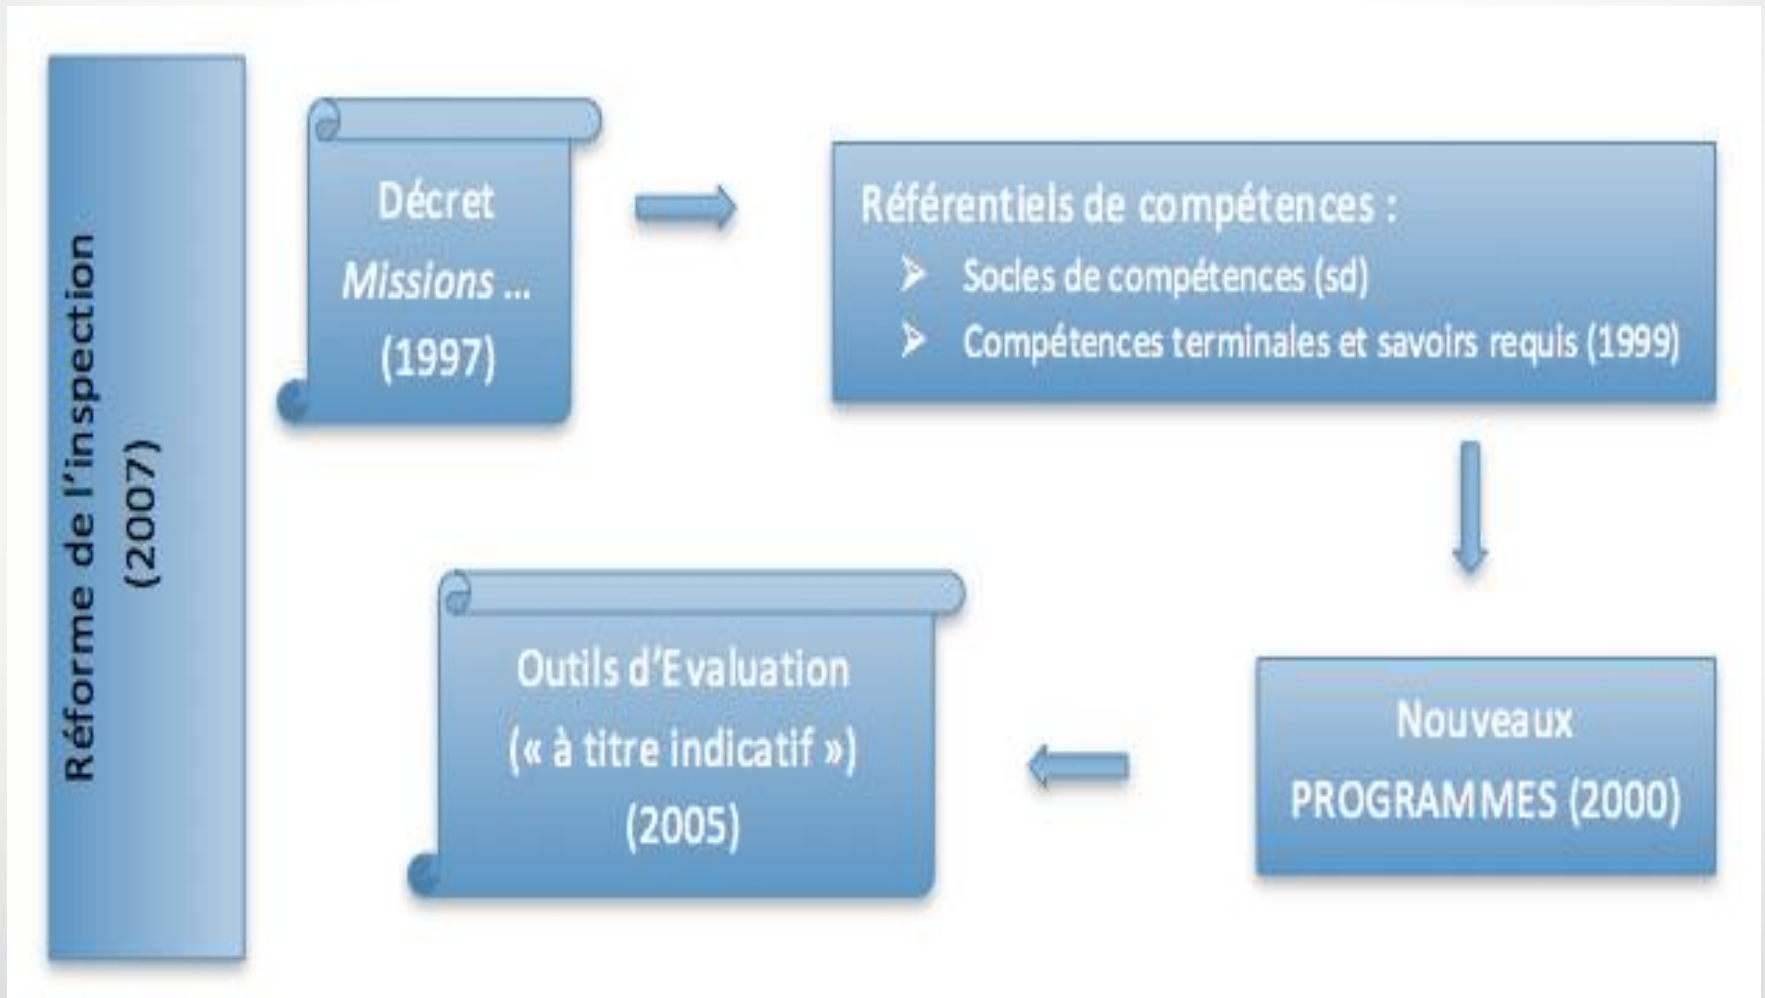 Réforme de l'inspection
(2007)
Décret
Missions ...
(1997)
Référentiels de compétences :
➢ Socles de compétences (sd)
➢ Compétences terminales et savoirs requis (1999)
Nouveaux
PROGRAMMES (2000)
Outils d'Evaluation
(« à titre indicatif »)
(2005)